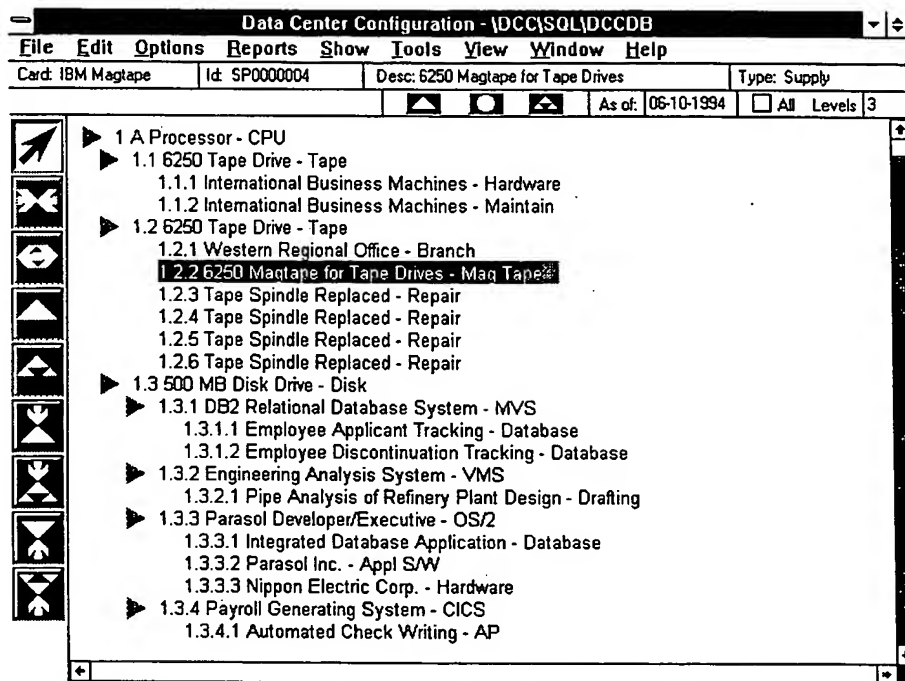 Data Center Configuration - \DCC\SQL\DCCDB
File Edit Options Reports Show Tools View Window Help
Card: IBM Magtape Id: SP0000004 Desc: 6250 Magtape for Tape Drives Type: Supply
As of: 06-10-1994 All Levels 3
1 A Processor - CPU
1.1 6250 Tape Drive - Tape
1.1.1 International Business Machines - Hardware
1.1.2 International Business Machines - Maintain
1.2 6250 Tape Drive - Tape
1.2.1 Western Regional Office - Branch
1.2.2 6250 Magtape for Tape Drives - Mag Tape
1.2.3 Tape Spindle Replaced - Repair
1.2.4 Tape Spindle Replaced - Repair
1.2.5 Tape Spindle Replaced - Repair
1.2.6 Tape Spindle Replaced - Repair
1.3 500 MB Disk Drive - Disk
1.3.1 DB2 Relational Database System - MVS
1.3.1.1 Employee Applicant Tracking - Database
1.3.1.2 Employee Discontinuation Tracking - Database
1.3.2 Engineering Analysis System - VMS
1.3.2.1 Pipe Analysis of Refinery Plant Design - Drafting
1.3.3 Parasol Developer/Executive - OS/2
1.3.3.1 Integrated Database Application - Database
1.3.3.2 Parasol Inc. - Appl S/W
1.3.3.3 Nippon Electric Corp. - Hardware
1.3.4 Payroll Generating System - CICS
1.3.4.1 Automated Check Writing - AP